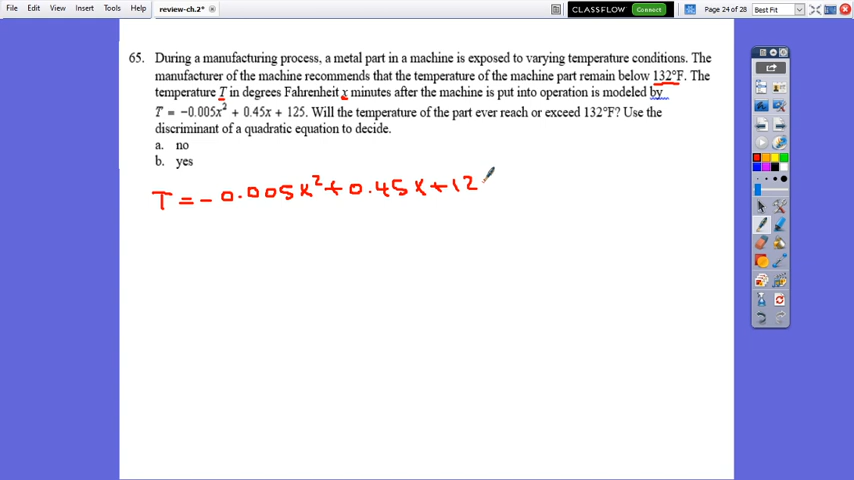 File Edit View Insert Tools Help review-ch.2* CLASSFLOW Page 24 of 28 Best Fit
65. During a manufacturing process, a metal part in a machine is exposed to varying temperature conditions. The
manufacturer of the machine recommends that the temperature of the machine part remain below 132°F. The
temperature T in degrees Fahrenheit x minutes after the machine is put into operation is modeled by
T = −0.005x² + 0.45x + 125. Will the temperature of the part ever reach or exceed 132°F? Use the
discriminant of a quadratic equation to decide.
a. no
b. yes
T = - 0.005x² + 0.45x + 12